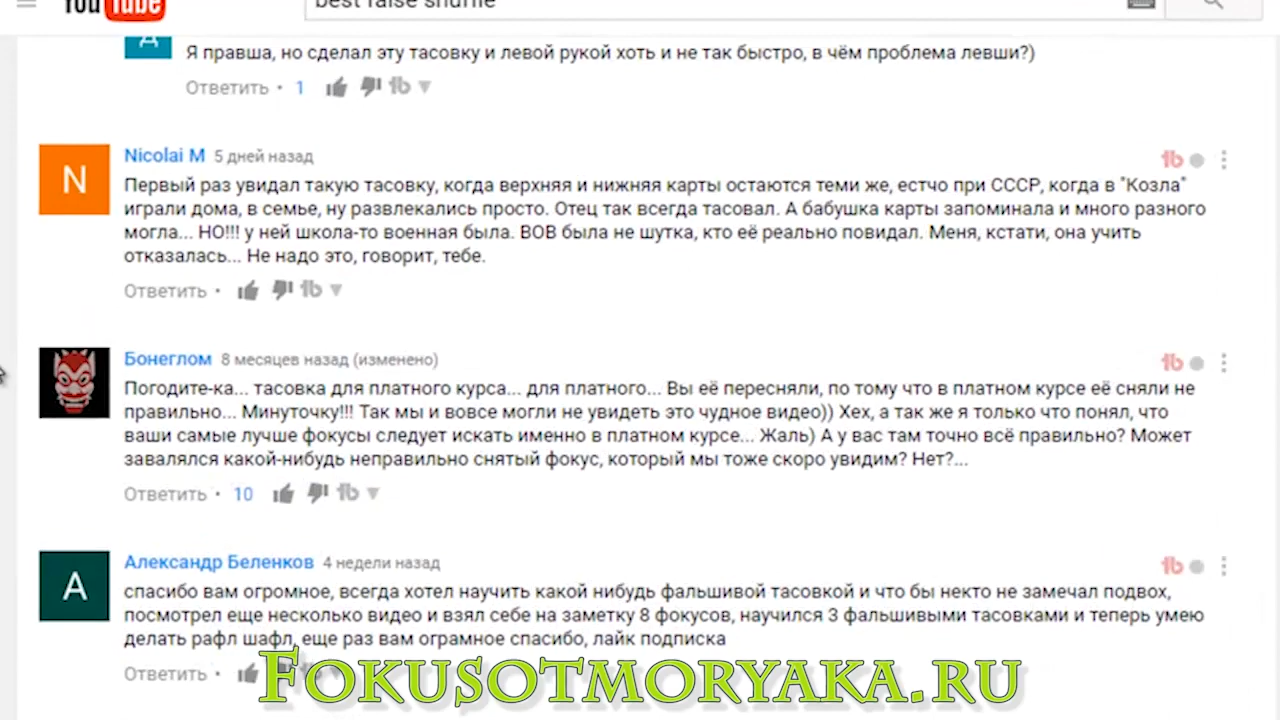 You Tube
best false shuffle
А
Я правша, но сделал эту тасовку и левой рукой хоть и не так быстро, в чём проблема левши?)
Ответить • 1
Nicolai M 5 дней назад
N
Первый раз увидал такую тасовку, когда верхняя и нижняя карты остаются теми же, естчо при СССР, когда в "Козла"
играли дома, в семье, ну развлекались просто. Отец так всегда тасовал. А бабушка карты запоминала и много разного
могла... НО!!! у ней школа-то военная была. ВОВ была не шутка, кто её реально повидал. Меня, кстати, она учить
отказалась... Не надо это, говорит, тебе.
Ответить •
Бонеглом 8 месяцев назад (изменено)
Погодите-ка... тасовка для платного курса... для платного... Вы её пересняли, по тому что в платном курсе её сняли не
правильно... Минуточку!!! Так мы и вовсе могли не увидеть это чудное видео)) Хех, а так же я только что понял, что
ваши самые лучше фокусы следует искать именно в платном курсе... Жаль) А у вас там точно всё правильно? Может
завалялся какой-нибудь неправильно снятый фокус, который мы тоже скоро увидим? Нет?...
Ответить • 10
Александр Беленков 4 недели назад
А
спасибо вам огромное, всегда хотел научить какой нибудь фальшивой тасовкой и что бы некто не замечал подвох,
посмотрел еще несколько видео и взял себе на заметку 8 фокусов, научился 3 фальшивыми тасовками и теперь умею
делать рафл шафл, еще раз вам ограмное спасибо, лайк подписка
Ответить •
Fokusotmoryaka.ru